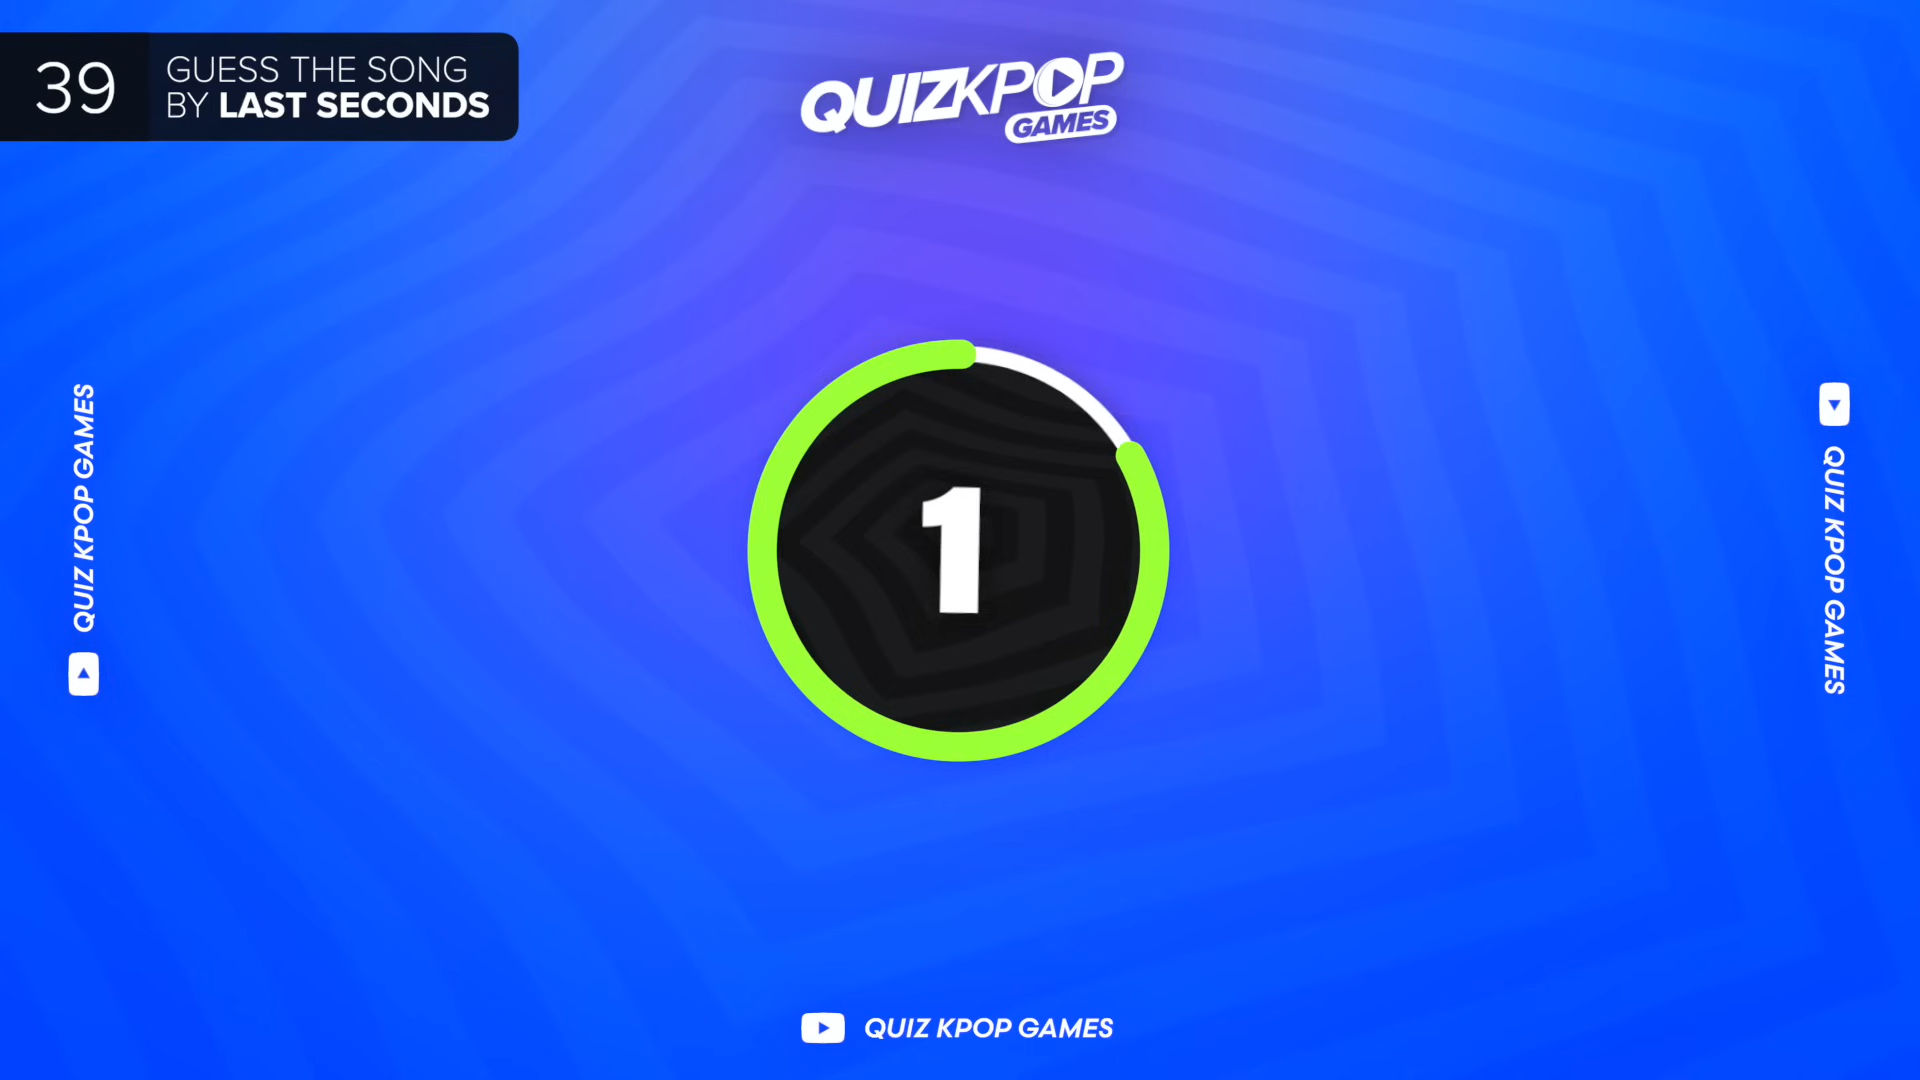 39
GUESS THE SONG
BY LAST SECONDS
QUIZKPOP
GAMES
QUIZ KPOP GAMES
1
QUIZ KPOP GAMES
QUIZ KPOP GAMES